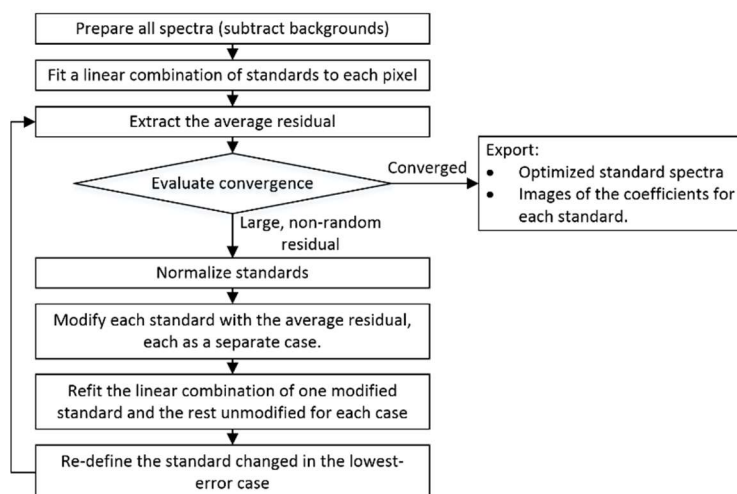 Prepare all spectra (subtract backgrounds)
Fit a linear combination of standards to each pixel
Extract the average residual
Evaluate convergence
Converged
Export:
• Optimized standard spectra
• Images of the coefficients for
each standard.
Large, non-random
residual
Normalize standards
Modify each standard with the average residual,
each as a separate case.
Refit the linear combination of one modified
standard and the rest unmodified for each case
Re-define the standard changed in the lowest-
error case